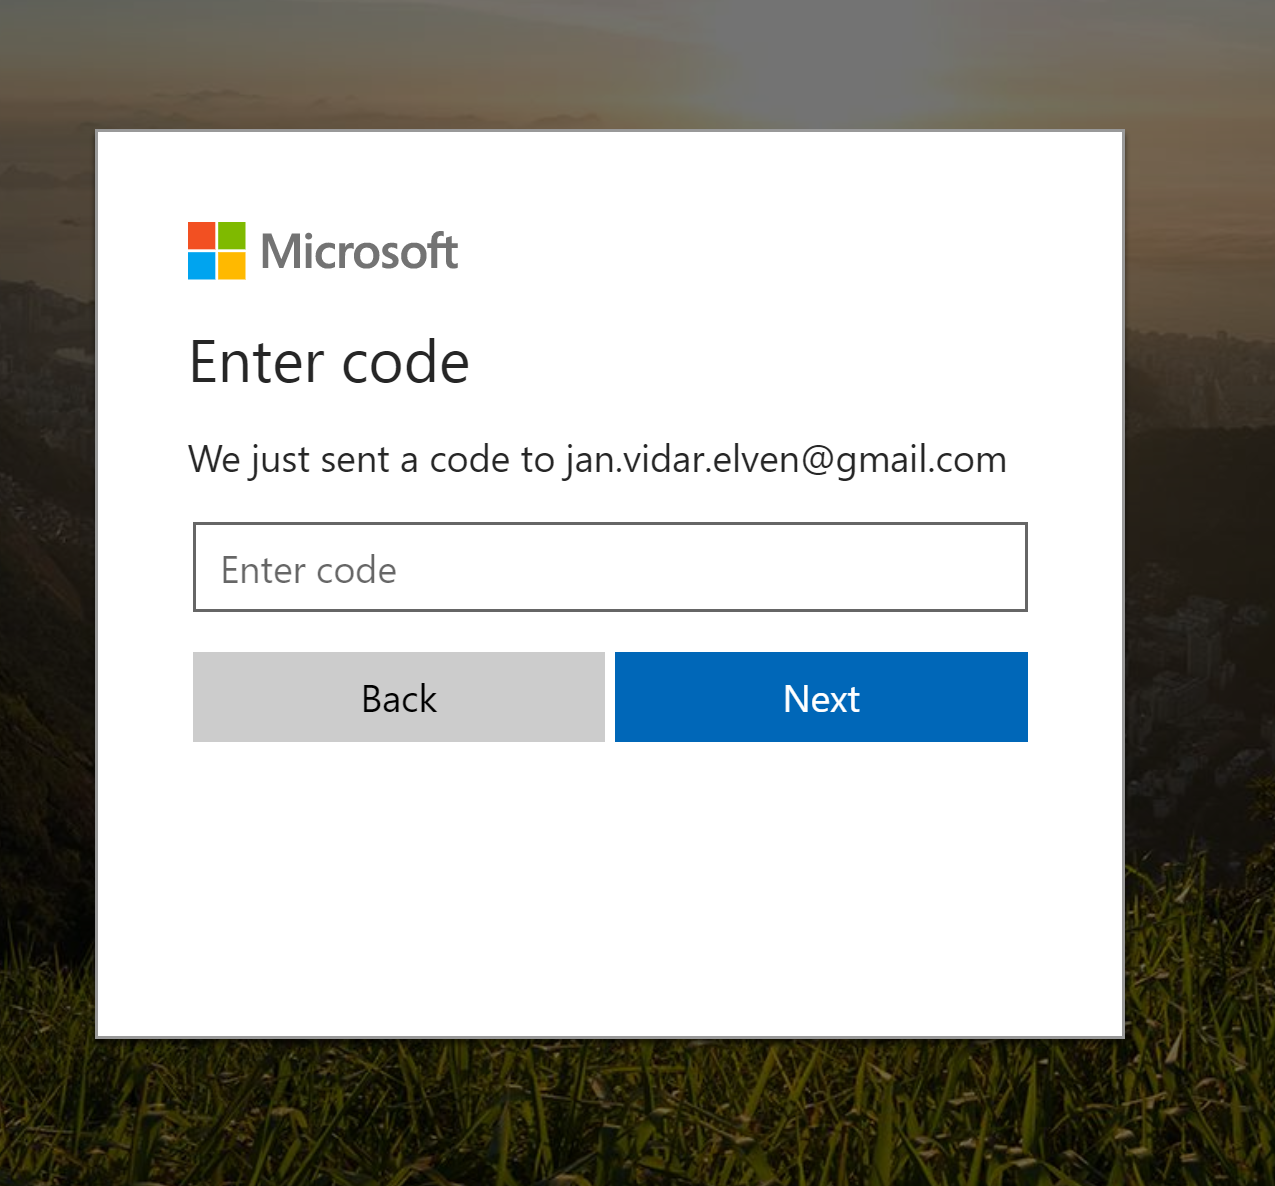 Microsoft
Enter code
We just sent a code to jan.vidar.elven@gmail.com
Enter code
Back
Next